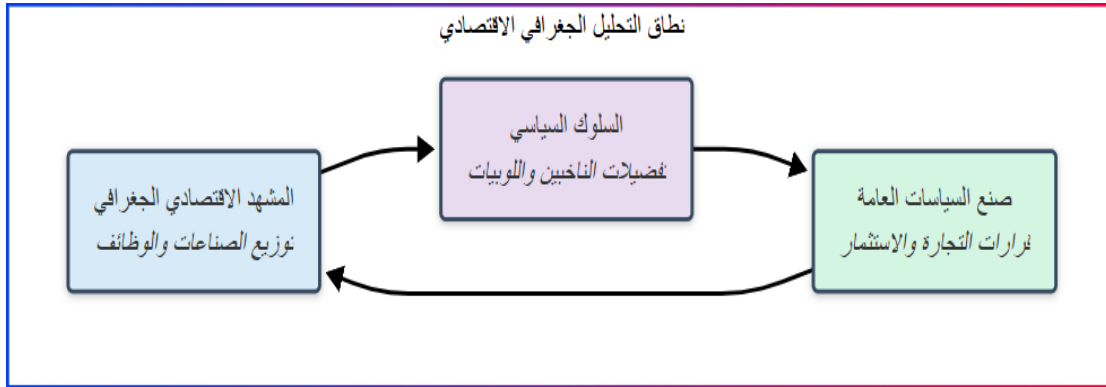 نطاق التحليل الجغرافي الاقتصادي
السلوك السياسي
تفضيلات الناخبين واللوبيات
صنع السياسات العامة
قرارات التجارة والاستثمار
المشهد الاقتصادي الجغرافي
توزيع الصناعات والوظائف